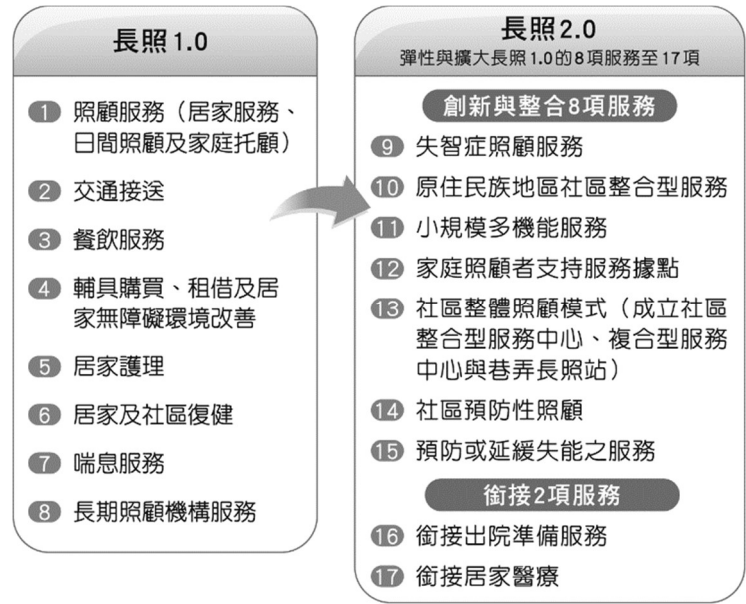 長照1.0
1 照顧服務（居家服務、
日間照顧及家庭托顧）
2 交通接送
3 餐飲服務
4 輔具購買、租借及居
家無障礙環境改善
5 居家護理
6 居家及社區復健
7 喘息服務
8 長期照顧機構服務
長照2.0
彈性與擴大長照1.0的8項服務至17項
創新與整合8項服務
9 失智症照顧服務
10 原住民族地區社區整合型服務
11 小規模多機能服務
12 家庭照顧者支持服務據點
13 社區整體照顧模式（成立社區
整合型服務中心、複合型服務
中心與巷弄長照站）
14 社區預防性照顧
15 預防或延緩失能之服務
銜接2項服務
16 銜接出院準備服務
17 銜接居家醫療